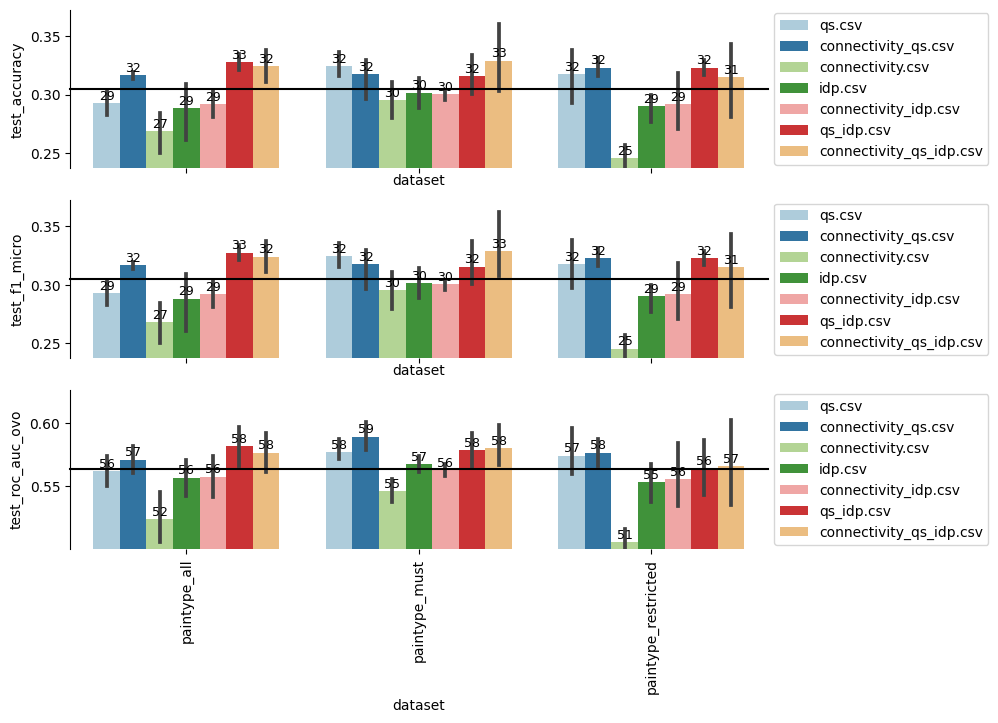 test_accuracy
0.35
0.30
0.25
29 32 27 29 29 33 32
32 32 30 30 30 32 33
32 32 25 29 29 32 31
dataset
qs.csv
connectivity_qs.csv
connectivity.csv
idp.csv
connectivity_idp.csv
qs_idp.csv
connectivity_qs_idp.csv
test_f1_micro
0.35
0.30
0.25
29 32 27 29 29 33 32
32 32 30 30 30 32 33
32 32 25 29 29 32 31
dataset
qs.csv
connectivity_qs.csv
connectivity.csv
idp.csv
connectivity_idp.csv
qs_idp.csv
connectivity_qs_idp.csv
test_roc_auc_ovo
0.60
0.55
56 57 52 56 56 58 58
58 59 55 57 56 58 58
57 58 51 55 56 56 57
qs.csv
connectivity_qs.csv
connectivity.csv
idp.csv
connectivity_idp.csv
qs_idp.csv
connectivity_qs_idp.csv
paintype_all
paintype_must
paintype_restricted
dataset